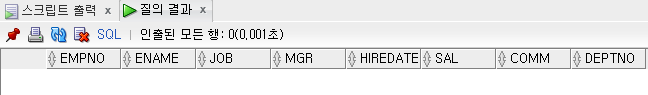 스크립트 출력 x 질의 결과 x
SQL | 인출된 모든 행: 0(0,001초)
EMPNO ENAME JOB MGR HIREDATE SAL COMM DEPTNO